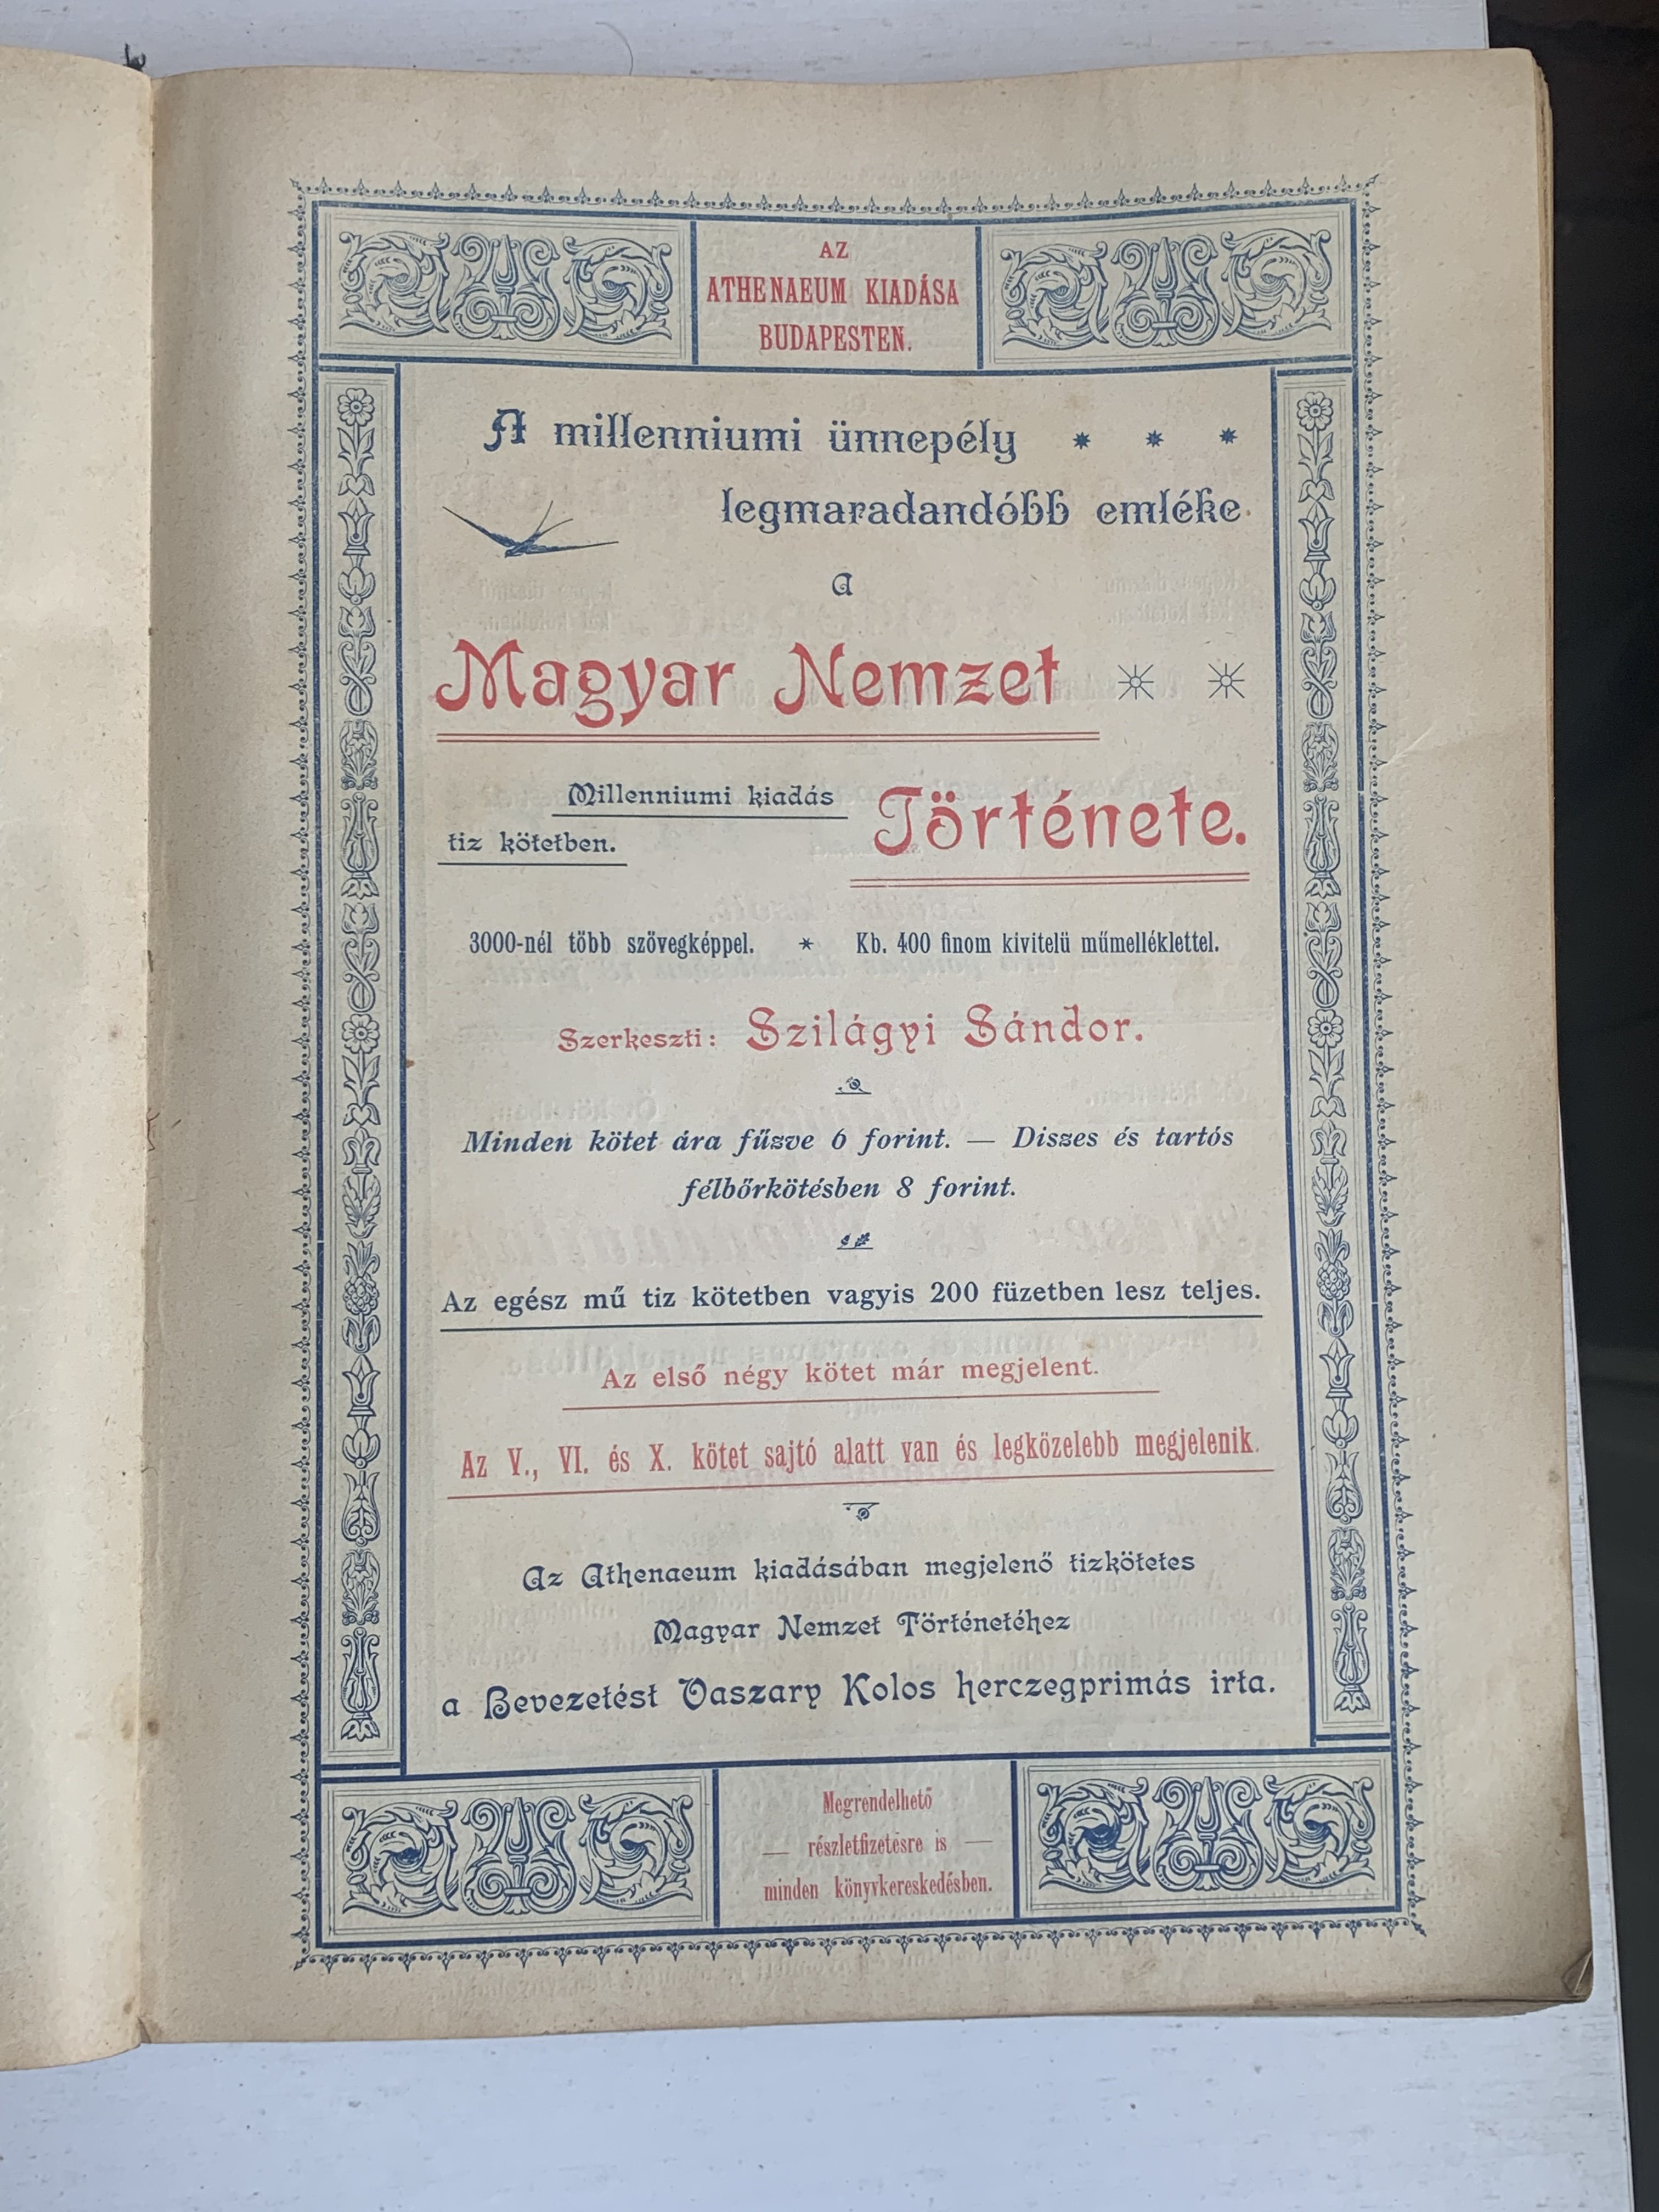 AZ
ATHENAEUM KIADÁSA
BUDAPESTEN.
A millenniumi ünnepély
legmaradandóbb emléke
a
Magyar Nemzet
Millenniumi kiadás
tiz kötetben.
Története.
3000-nél több szövegképpel. * Kb. 400 finom kivitelü műmelléklettel.
Szerkeszti: Szilágyi Sándor.
Minden kötet ára fűzve 6 forint. — Diszes és tartós
félbőrkötésben 8 forint.
Az egész mű tiz kötetben vagyis 200 füzetben lesz teljes.
Az első négy kötet már megjelent.
Az V., VI. és X. kötet sajtó alatt van és legközelebb megjelenik.
Az Athenaeum kiadásában megjelenő tizkötetes
Magyar Nemzet Történetéhez
a Bevezetést Vaszary Kolos herczegprimás irta.
Megrendelhető
— részletfizetésre is —
minden könyvkereskedésben.